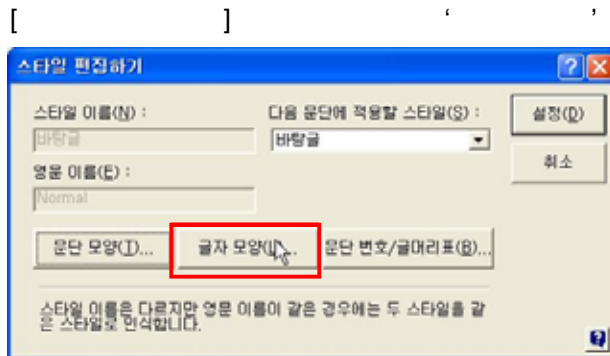 [ ] ‘ ’
스타일 편집하기
스타일 이름(N) : 다음 문단에 적용할 스타일(S) : 설정(D)
바탕글 바탕글
영문 이름(E) : 취소
Normal
문단 모양(T)... 글자 모양(L)... 문단 번호/글머리표(B)...
스타일 이름은 다르지만 영문 이름이 같은 경우에는 두 스타일을 같
은 스타일로 인식합니다.